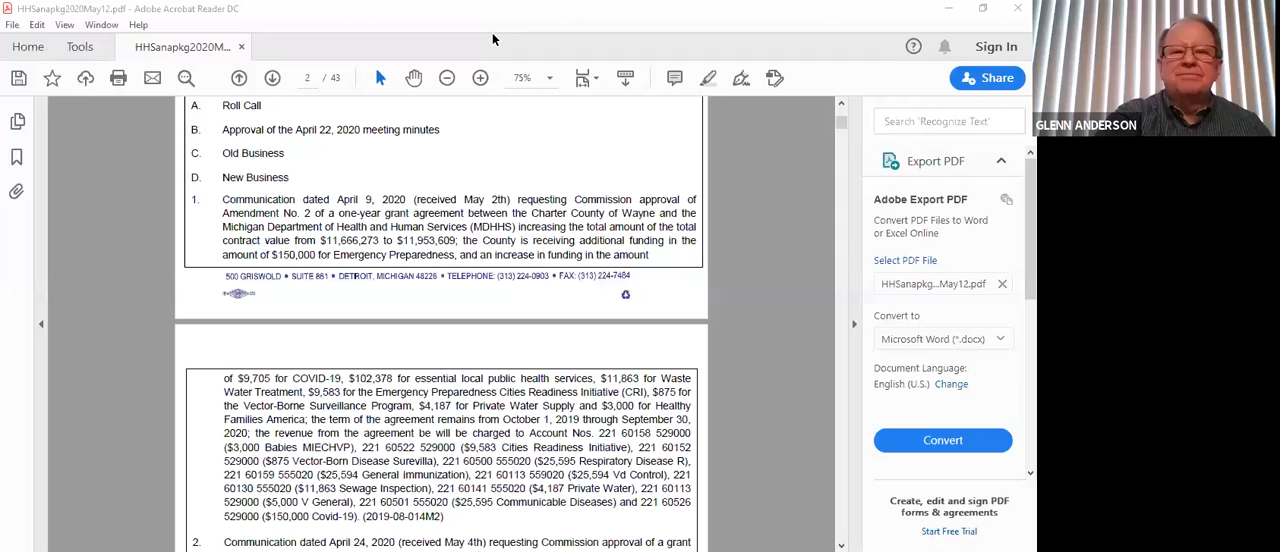 HHSanapkg2020May12.pdf - Adobe Acrobat Reader DC
File Edit View Window Help
Home Tools HHSanapkg2020M... Sign In
2 / 43 75% Share
GLENN ANDERSON
A. Roll Call
B. Approval of the April 22, 2020 meeting minutes
C. Old Business
D. New Business
1. Communication dated April 9, 2020 (received May 2th) requesting Commission approval of
Amendment No. 2 of a one-year grant agreement between the Charter County of Wayne and the
Michigan Department of Health and Human Services (MDHHS) increasing the total amount of the total
contract value from $11,666,273 to $11,953,609; the County is receiving additional funding in the
amount of $150,000 for Emergency Preparedness, and an increase in funding in the amount
500 GRISWOLD • SUITE 861 • DETROIT, MICHIGAN 48226 • TELEPHONE: (313) 224-0903 • FAX: (313) 224-7484
of $9,705 for COVID-19, $102,378 for essential local public health services, $11,863 for Waste
Water Treatment, $9,583 for the Emergency Preparedness Cities Readiness Initiative (CRI), $875 for
the Vector-Borne Surveillance Program, $4,187 for Private Water Supply and $3,000 for Healthy
Families America; the term of the agreement remains from October 1, 2019 through September 30,
2020; the revenue from the agreement be will be charged to Account Nos. 221 60158 529000
($3,000 Babies MIECHVP), 221 60522 529000 ($9,583 Cities Readiness Initiative), 221 60152
529000 ($875 Vector-Born Disease Surevilla), 221 60500 555020 ($25,595 Respiratory Disease R),
221 60159 555020 ($25,594 General immunization), 221 60113 559020 ($25,594 Vd Control), 221
60130 555020 ($11,863 Sewage Inspection), 221 60141 555020 ($4,187 Private Water), 221 60113
529000 ($5,000 V General), 221 60501 555020 ($25,595 Communicable Diseases) and 221 60526
529000 ($150,000 Covid-19). (2019-08-014M2)
2. Communication dated April 24, 2020 (received May 4th) requesting Commission approval of a grant
Search 'Recognize Text'
Export PDF
Adobe Export PDF
Convert PDF Files to Word
or Excel Online
Select PDF File
HHSanapkg...May12.pdf
Convert to
Microsoft Word (*.docx)
Document Language:
English (U.S.) Change
Convert
Create, edit and sign PDF
forms & agreements
Start Free Trial